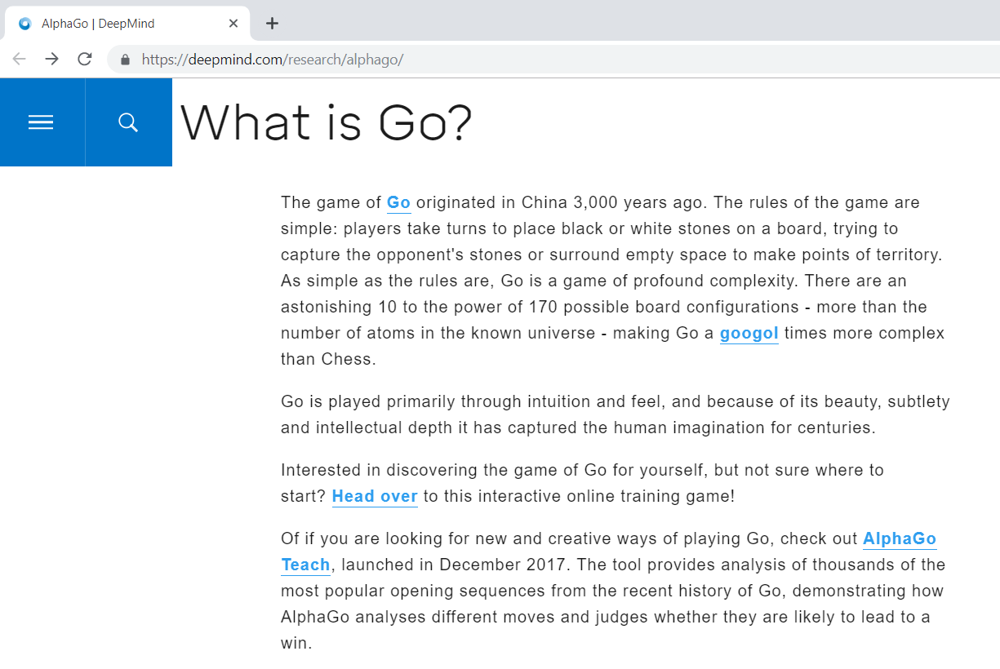 AlphaGo | DeepMind
https://deepmind.com/research/alphago/
What is Go?
The game of Go originated in China 3,000 years ago. The rules of the game are
simple: players take turns to place black or white stones on a board, trying to
capture the opponent's stones or surround empty space to make points of territory.
As simple as the rules are, Go is a game of profound complexity. There are an
astonishing 10 to the power of 170 possible board configurations - more than the
number of atoms in the known universe - making Go a googol times more complex
than Chess.
Go is played primarily through intuition and feel, and because of its beauty, subtlety
and intellectual depth it has captured the human imagination for centuries.
Interested in discovering the game of Go for yourself, but not sure where to
start? Head over to this interactive online training game!
Of if you are looking for new and creative ways of playing Go, check out AlphaGo
Teach, launched in December 2017. The tool provides analysis of thousands of the
most popular opening sequences from the recent history of Go, demonstrating how
AlphaGo analyses different moves and judges whether they are likely to lead to a
win.